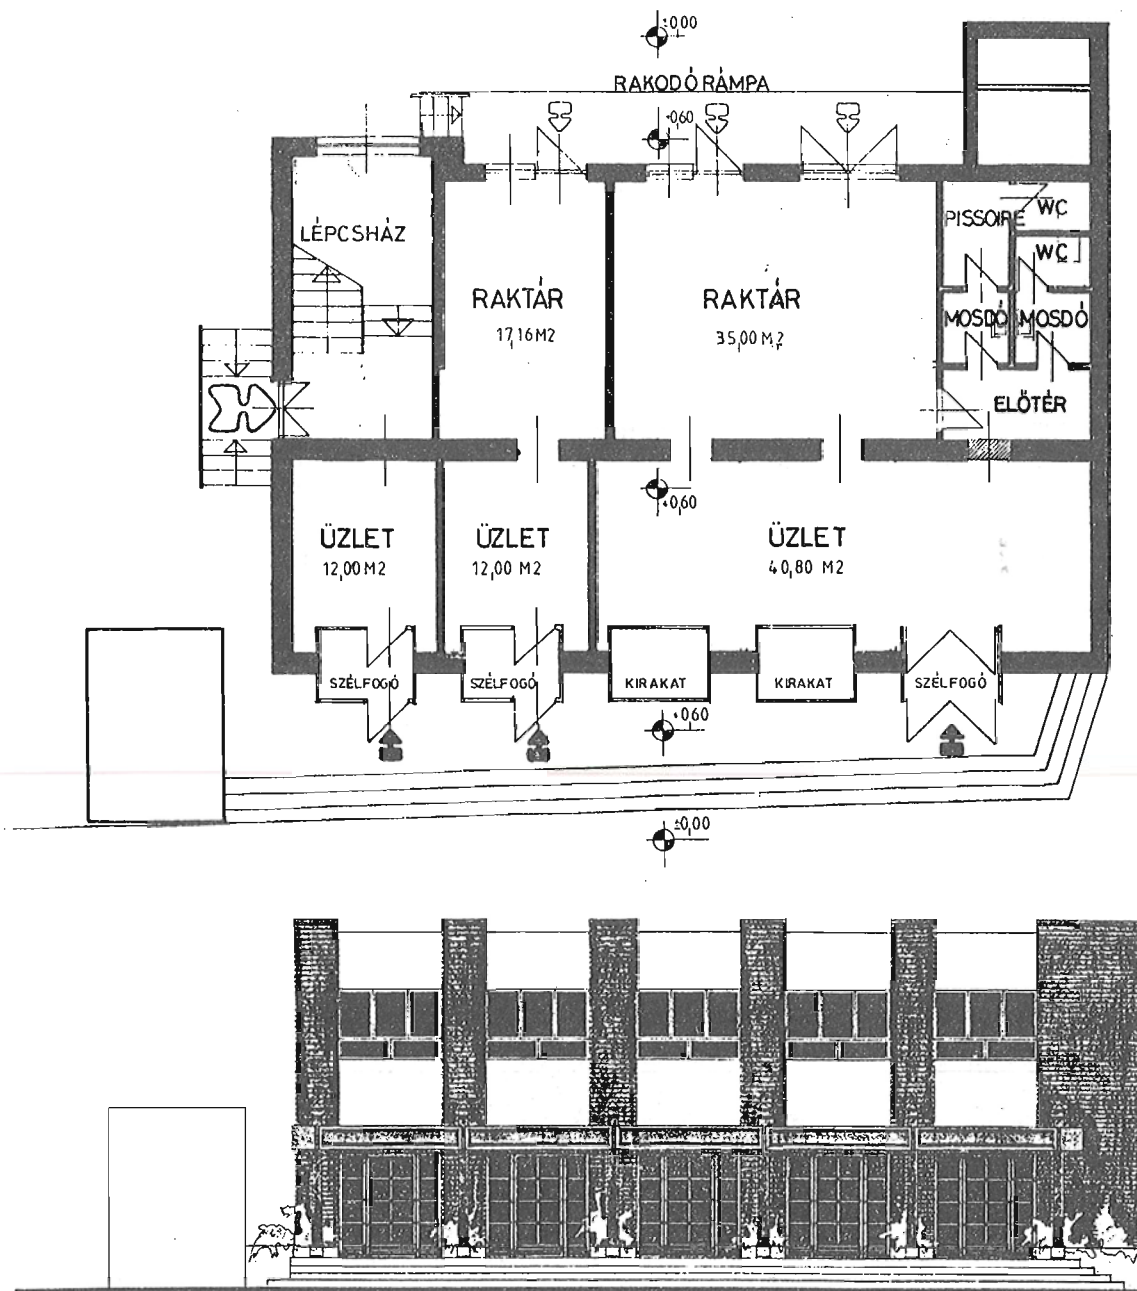 ±0,00
RAKODÓ RÁMPA
+0,60
LÉPCSHÁZ
PISSOIRE
WC
WC
RAKTÁR
17,16 M2
RAKTÁR
35,00 M2
MOSDÓ
MOSDÓ
ELŐTÉR
+0,60
ÜZLET
12,00 M2
ÜZLET
12,00 M2
ÜZLET
40,80 M2
SZÉLFOGÓ
SZÉLFOGÓ
KIRAKAT
KIRAKAT
SZÉLFOGÓ
+0,60
±0,00